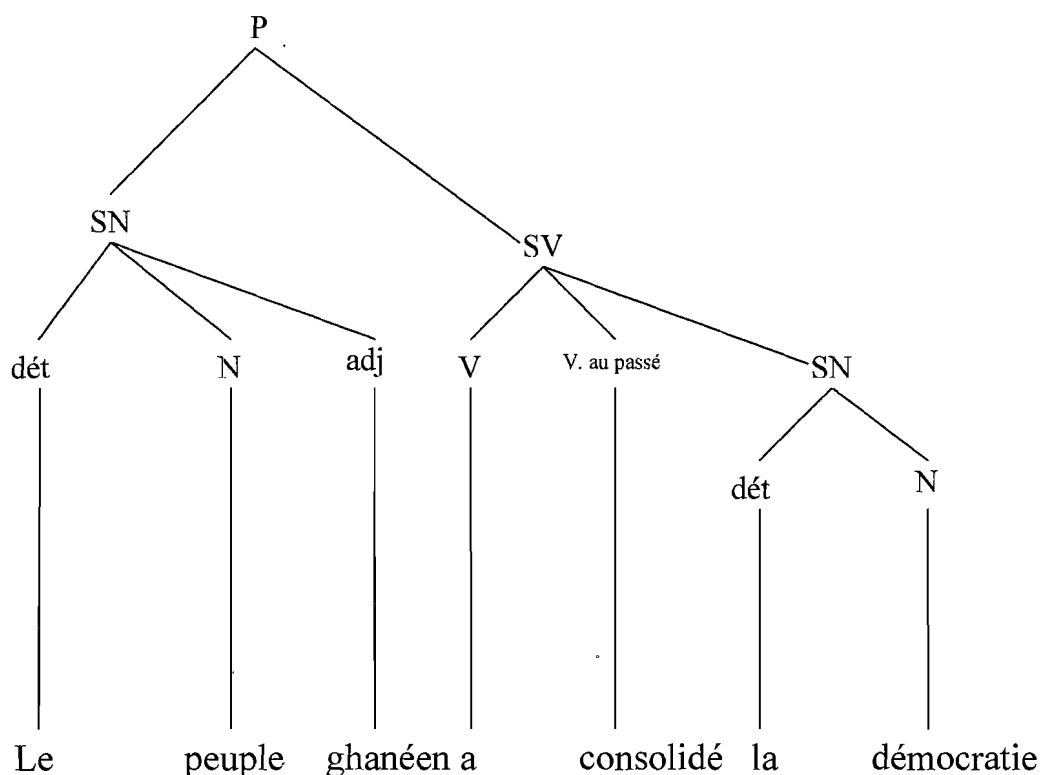 P
SN
SV
dét N adj V V. au passé SN
dét N
Le peuple ghanéen a consolidé la démocratie